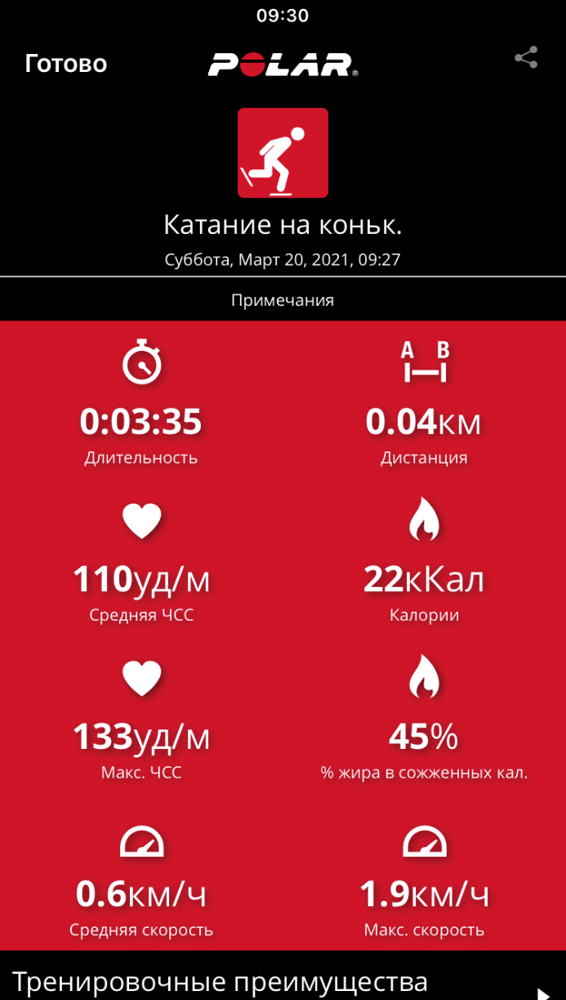 09:30
Готово
POLAR®
Катание на коньк.
Суббота, Март 20, 2021, 09:27
Примечания
A B
0:03:35 0.04км
Длительность Дистанция
110уд/м 22кКал
Средняя ЧСС Калории
133уд/м 45%
Макс. ЧСС % жира в сожженных кал.
0.6км/ч 1.9км/ч
Средняя скорость Макс. скорость
Тренировочные преимущества